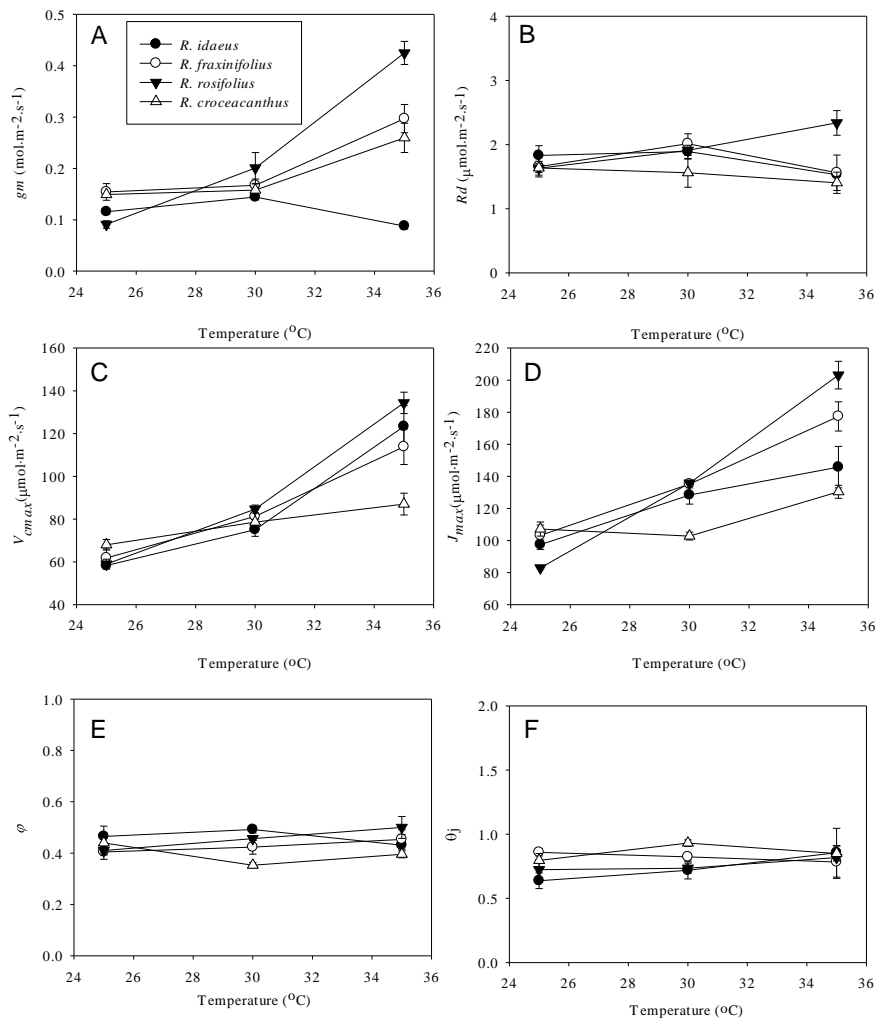 A
R. idaeus
R. fraxinifolius
R. rosifolius
R. croceacanthus
gm (mol.m-2.s-1)
0.5
0.4
0.3
0.2
0.1
0.0
24 26 28 30 32 34 36
Temperature (oC)
B
Rd (μmol.m-2.s-1)
4
3
2
1
0
24 26 28 30 32 34 36
Temperature (oC)
C
Vcmax(μmol·m-2·s-1)
160
140
120
100
80
60
40
24 26 28 30 32 34 36
Temperature (oC)
D
Jmax(μmol·m-2·s-1)
220
200
180
160
140
120
100
80
60
24 26 28 30 32 34 36
Temperature (oC)
E
φ
1.0
0.8
0.6
0.4
0.2
0.0
24 26 28 30 32 34 36
Temperature (oC)
F
θj
2.0
1.5
1.0
0.5
0.0
24 26 28 30 32 34 36
Temperature (oC)